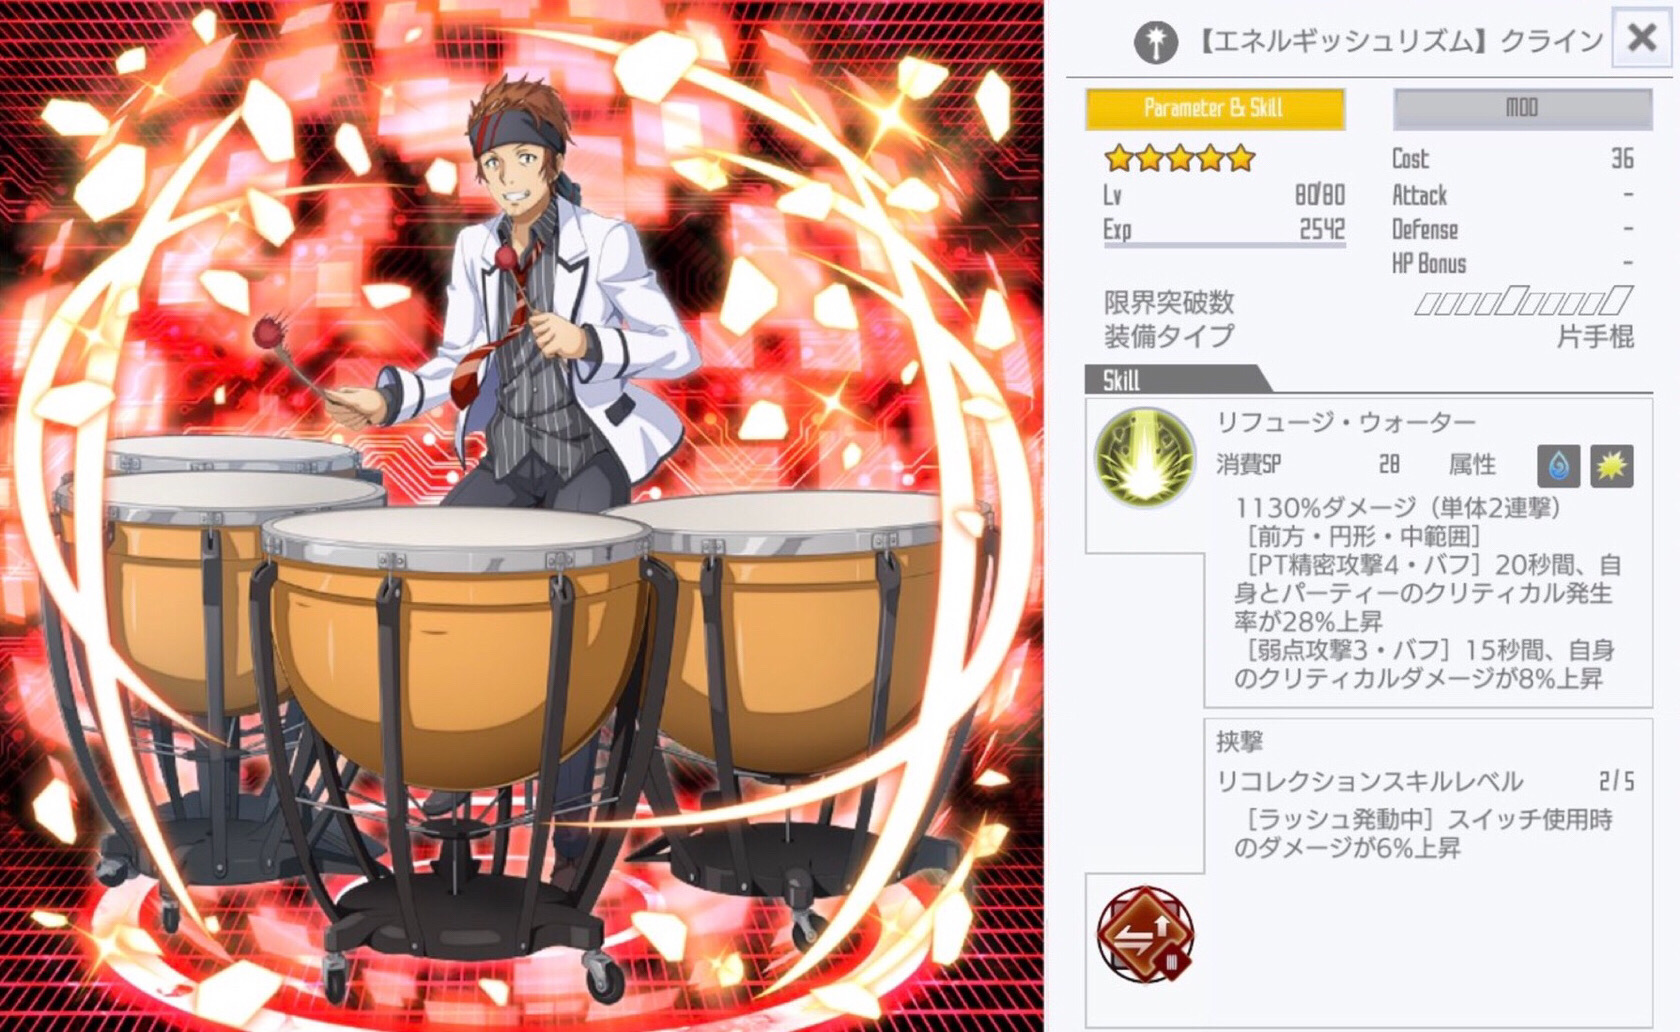 【エネルギッシュリズム】クライン
Parameter & Skill
MOD
Lv 80/80
Exp 2542
Cost 36
Attack -
Defense -
HP Bonus -
限界突破数
装備タイプ 片手棍
Skill
リフュージ・ウォーター
消費SP 28 属性
1130%ダメージ（単体2連撃）
［前方・円形・中範囲］
［PT精密攻撃4・バフ］20秒間、自
身とパーティーのクリティカル発生
率が28%上昇
［弱点攻撃3・バフ］15秒間、自身
のクリティカルダメージが8%上昇
挟撃
リコレクションスキルレベル 2/5
［ラッシュ発動中］スイッチ使用時
のダメージが6%上昇
III